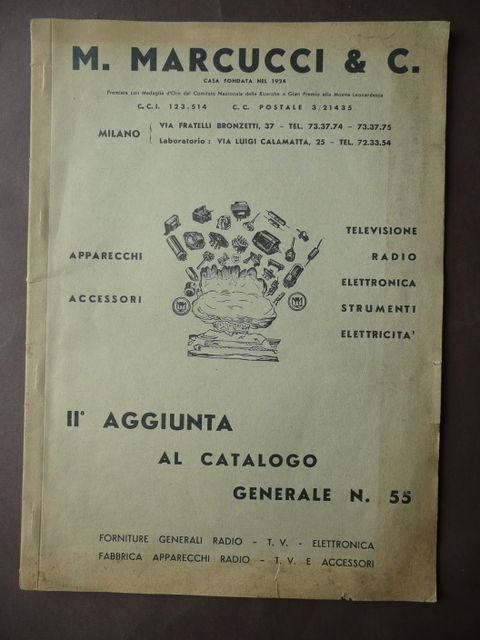 M. MARCUCCI & C.
CASA FONDATA NEL 1924
Premiata con Medaglia d'Oro dal Comitato Nazionale delle Ricerche e Gran Premio alla Mostra Leonardesca
C.C.I. 123.514 C. C. POSTALE 3/21435
MILANO
VIA FRATELLI BRONZETTI, 37 - TEL. 73.37.74 - 73.37.75
Laboratorio: VIA LUIGI CALAMATTA, 25 - TEL. 72.33.54
APPARECCHI
ACCESSORI
TELEVISIONE
RADIO
ELETTRONICA
STRUMENTI
ELETTRICITA'
II° AGGIUNTA
AL CATALOGO
GENERALE N. 55
FORNITURE GENERALI RADIO - T. V. - ELETTRONICA
FABBRICA APPARECCHI RADIO - T. V. E ACCESSORI